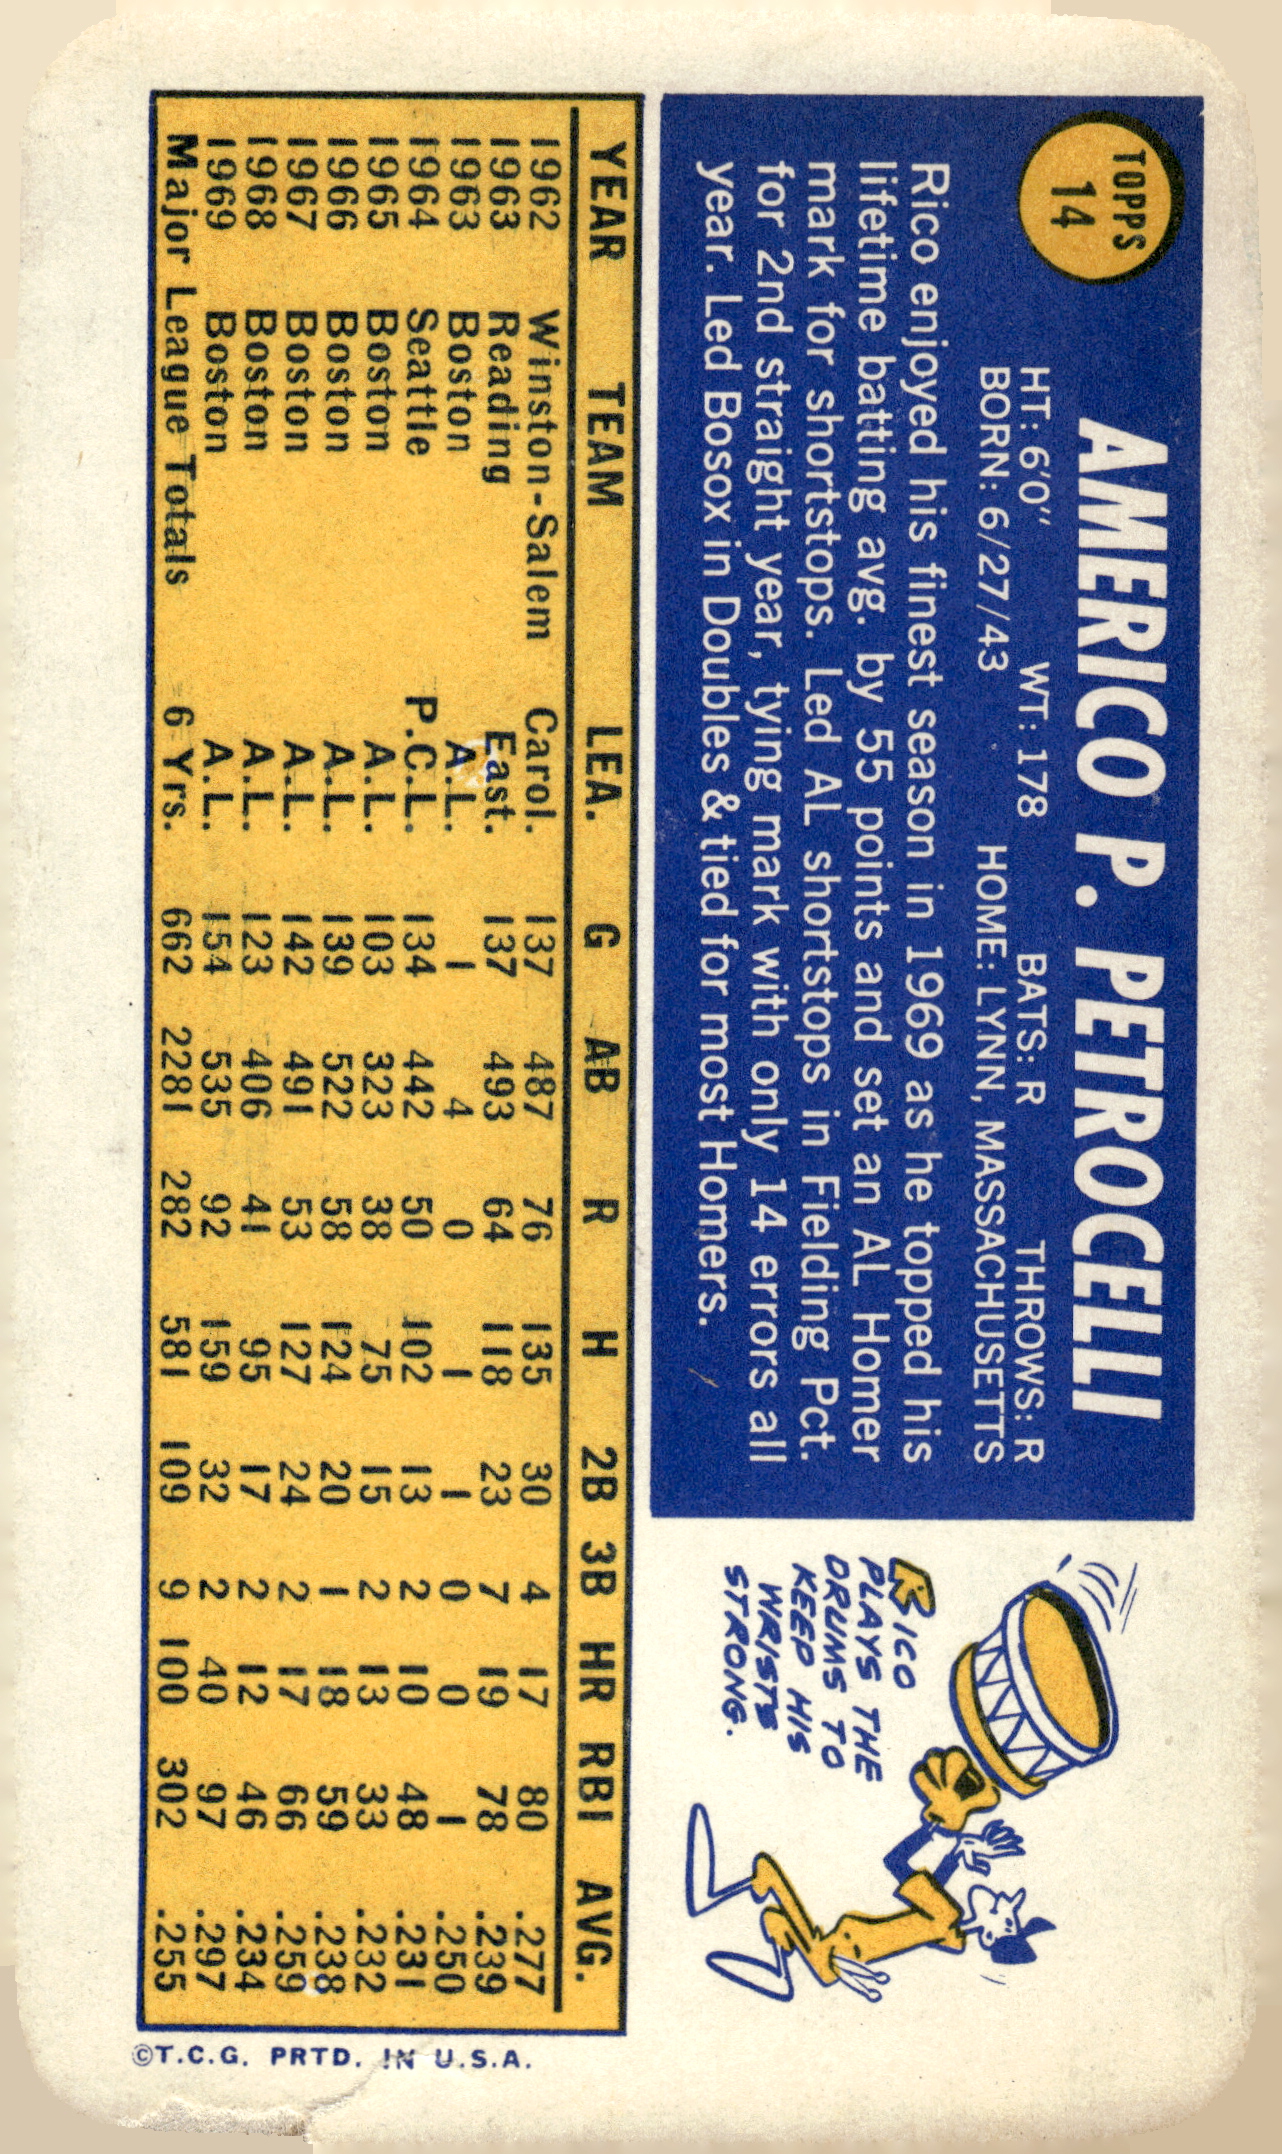 TOPPS
14
AMERICO P. PETROCELLI
HT: 6'0" WT: 178 BATS: R THROWS: R
BORN: 6/27/43 HOME: LYNN, MASSACHUSETTS
Rico enjoyed his finest season in 1969 as he topped his
lifetime batting avg. by 55 points and set an AL Homer
mark for shortstops. Led AL shortstops in Fielding Pct.
for 2nd straight year, tying mark with only 14 errors all
year. Led Bosox in Doubles & tied for most Homers.
RICO
PLAYS THE
DRUMS TO
KEEP HIS
WRISTS
STRONG.
YEAR TEAM LEA. G AB R H 2B 3B HR RBI AVG.
1962 Winston-Salem Carol. 137 487 76 135 30 4 17 80 .277
1963 Reading East. 137 493 64 118 23 7 19 78 .239
1963 Boston A.L. 1 4 0 1 1 0 0 1 .250
1964 Seattle P.C.L. 134 442 50 102 13 2 10 48 .231
1965 Boston A.L. 103 323 38 75 15 2 13 33 .232
1966 Boston A.L. 139 522 58 124 20 1 18 59 .238
1967 Boston A.L. 142 491 53 127 24 2 17 66 .259
1968 Boston A.L. 123 406 41 95 17 2 12 46 .234
1969 Boston A.L. 154 535 92 159 32 2 40 97 .297
Major League Totals 6 Yrs. 662 2281 282 581 109 9 100 302 .255
©T.C.G. PRTD. IN U.S.A.